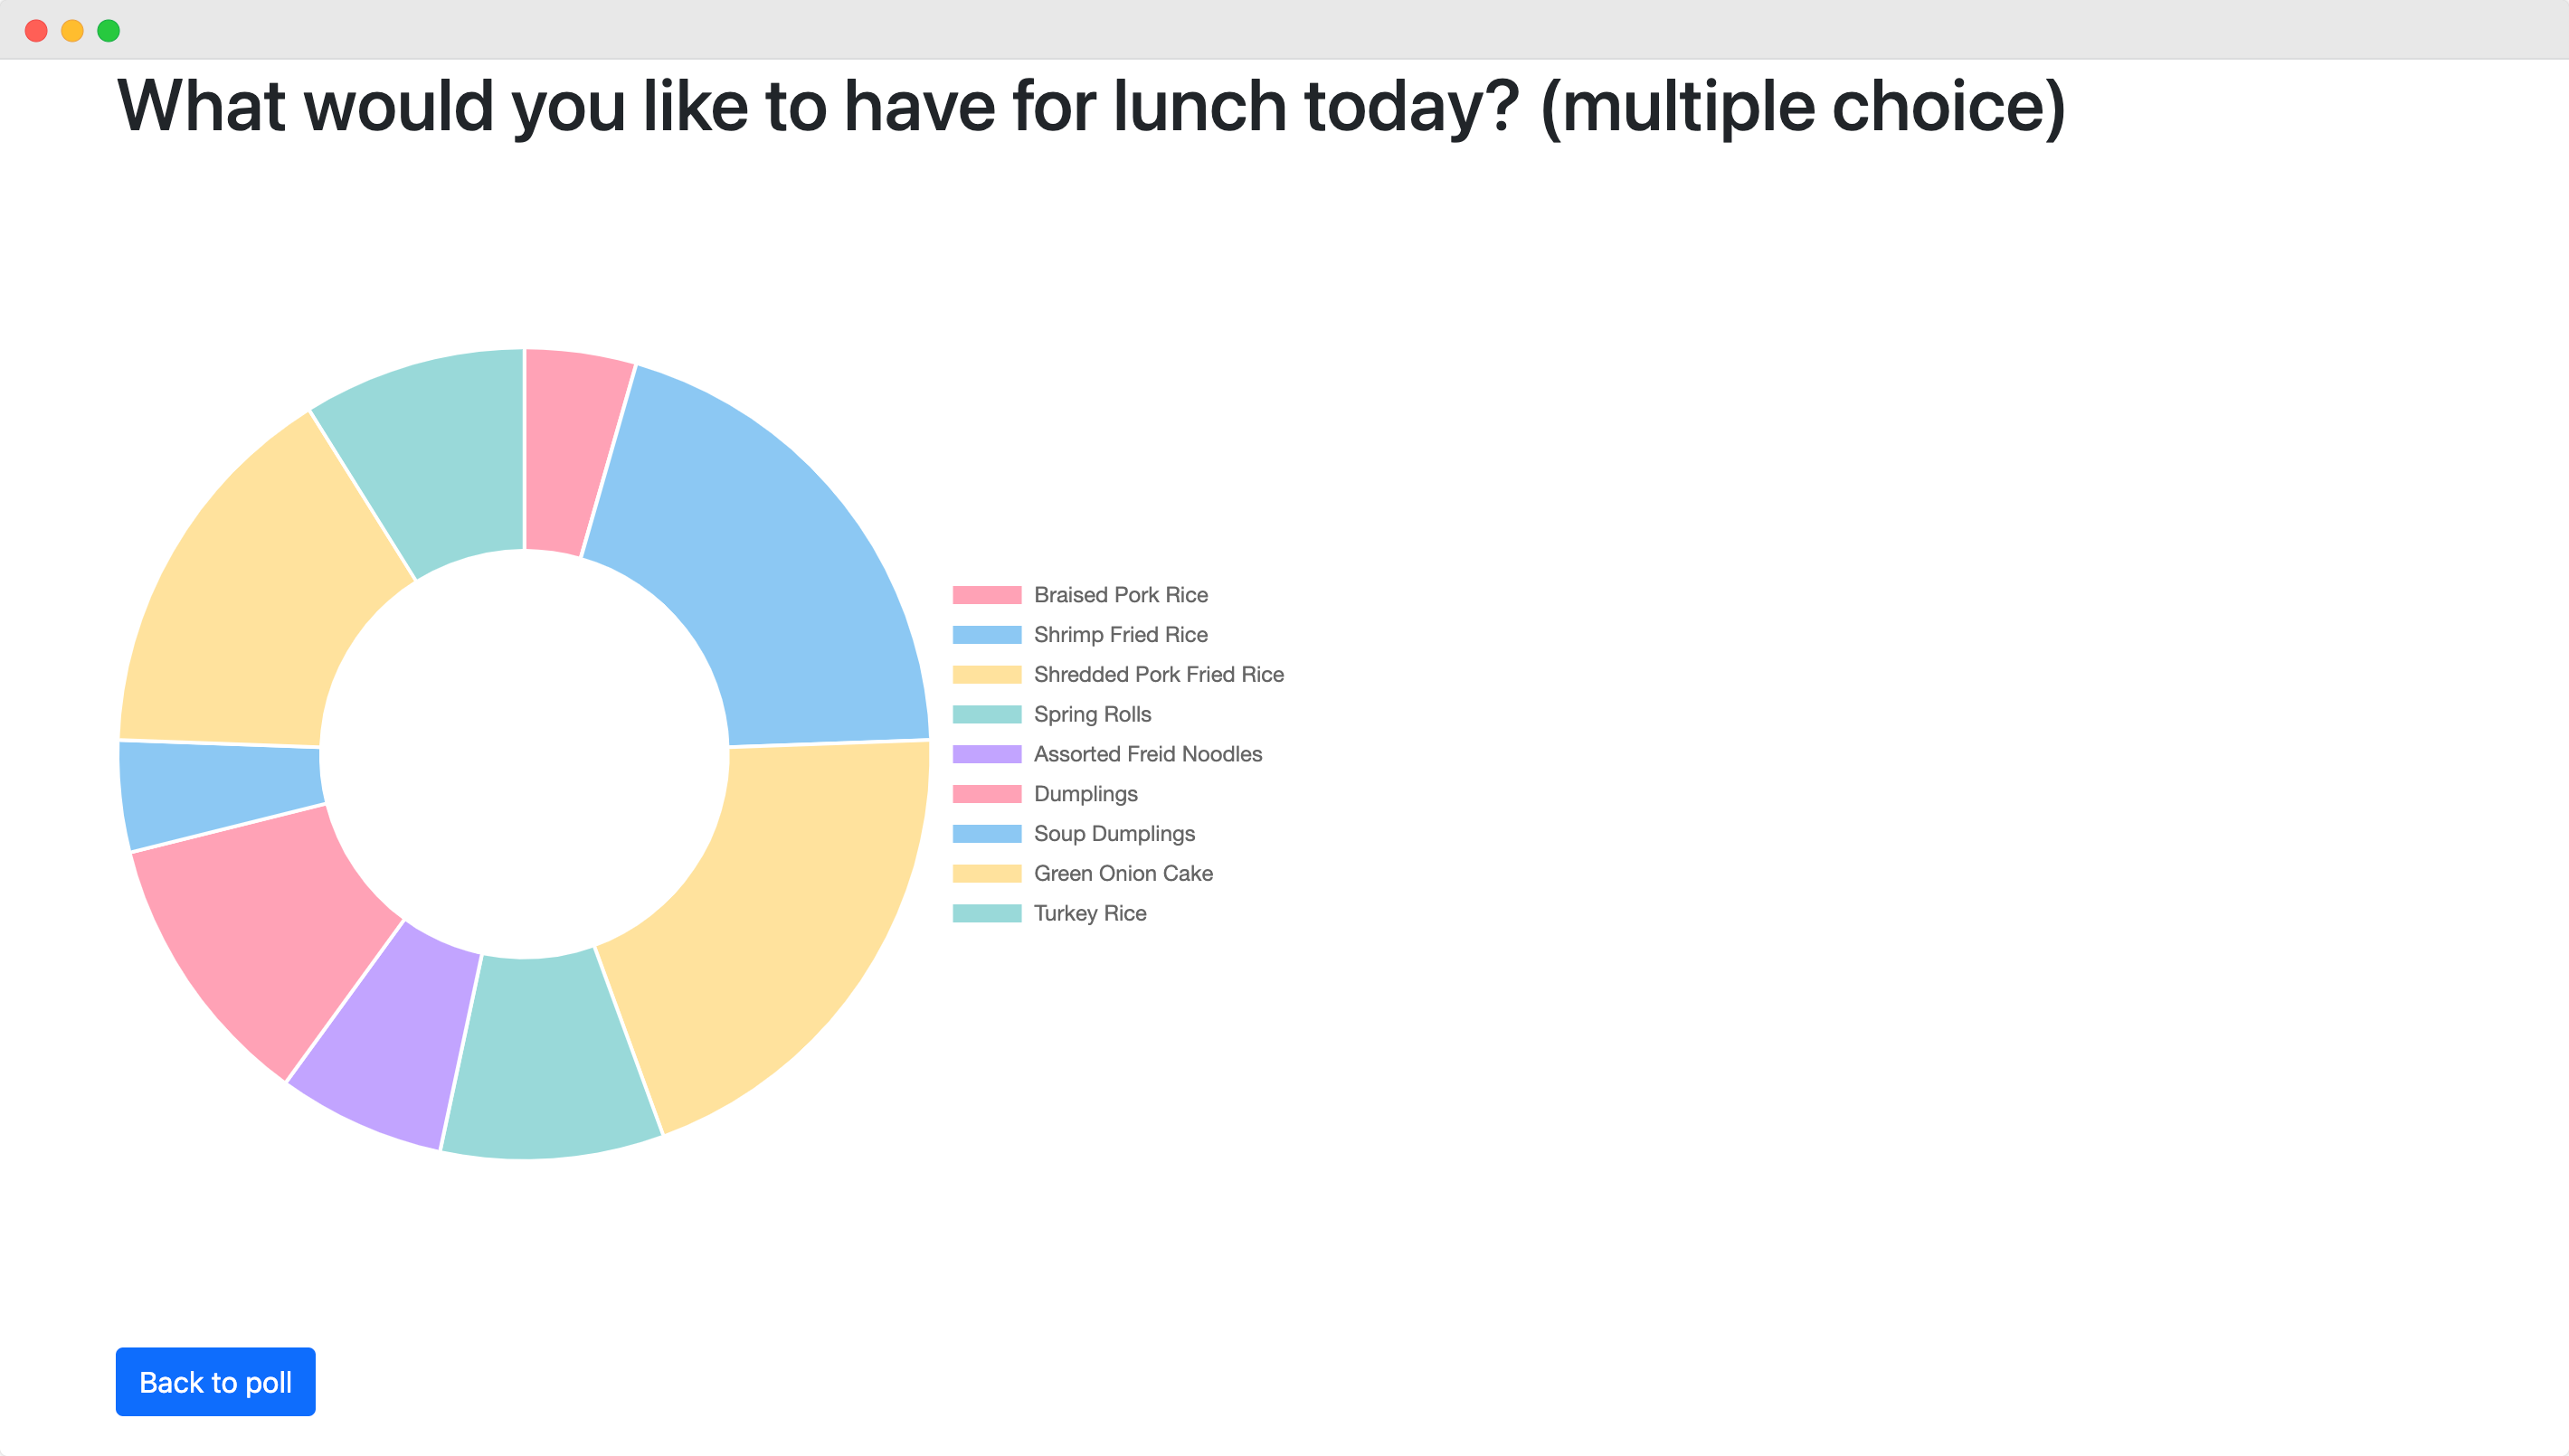 What would you like to have for lunch today? (multiple choice)
Braised Pork Rice
Shrimp Fried Rice
Shredded Pork Fried Rice
Spring Rolls
Assorted Freid Noodles
Dumplings
Soup Dumplings
Green Onion Cake
Turkey Rice
Back to poll